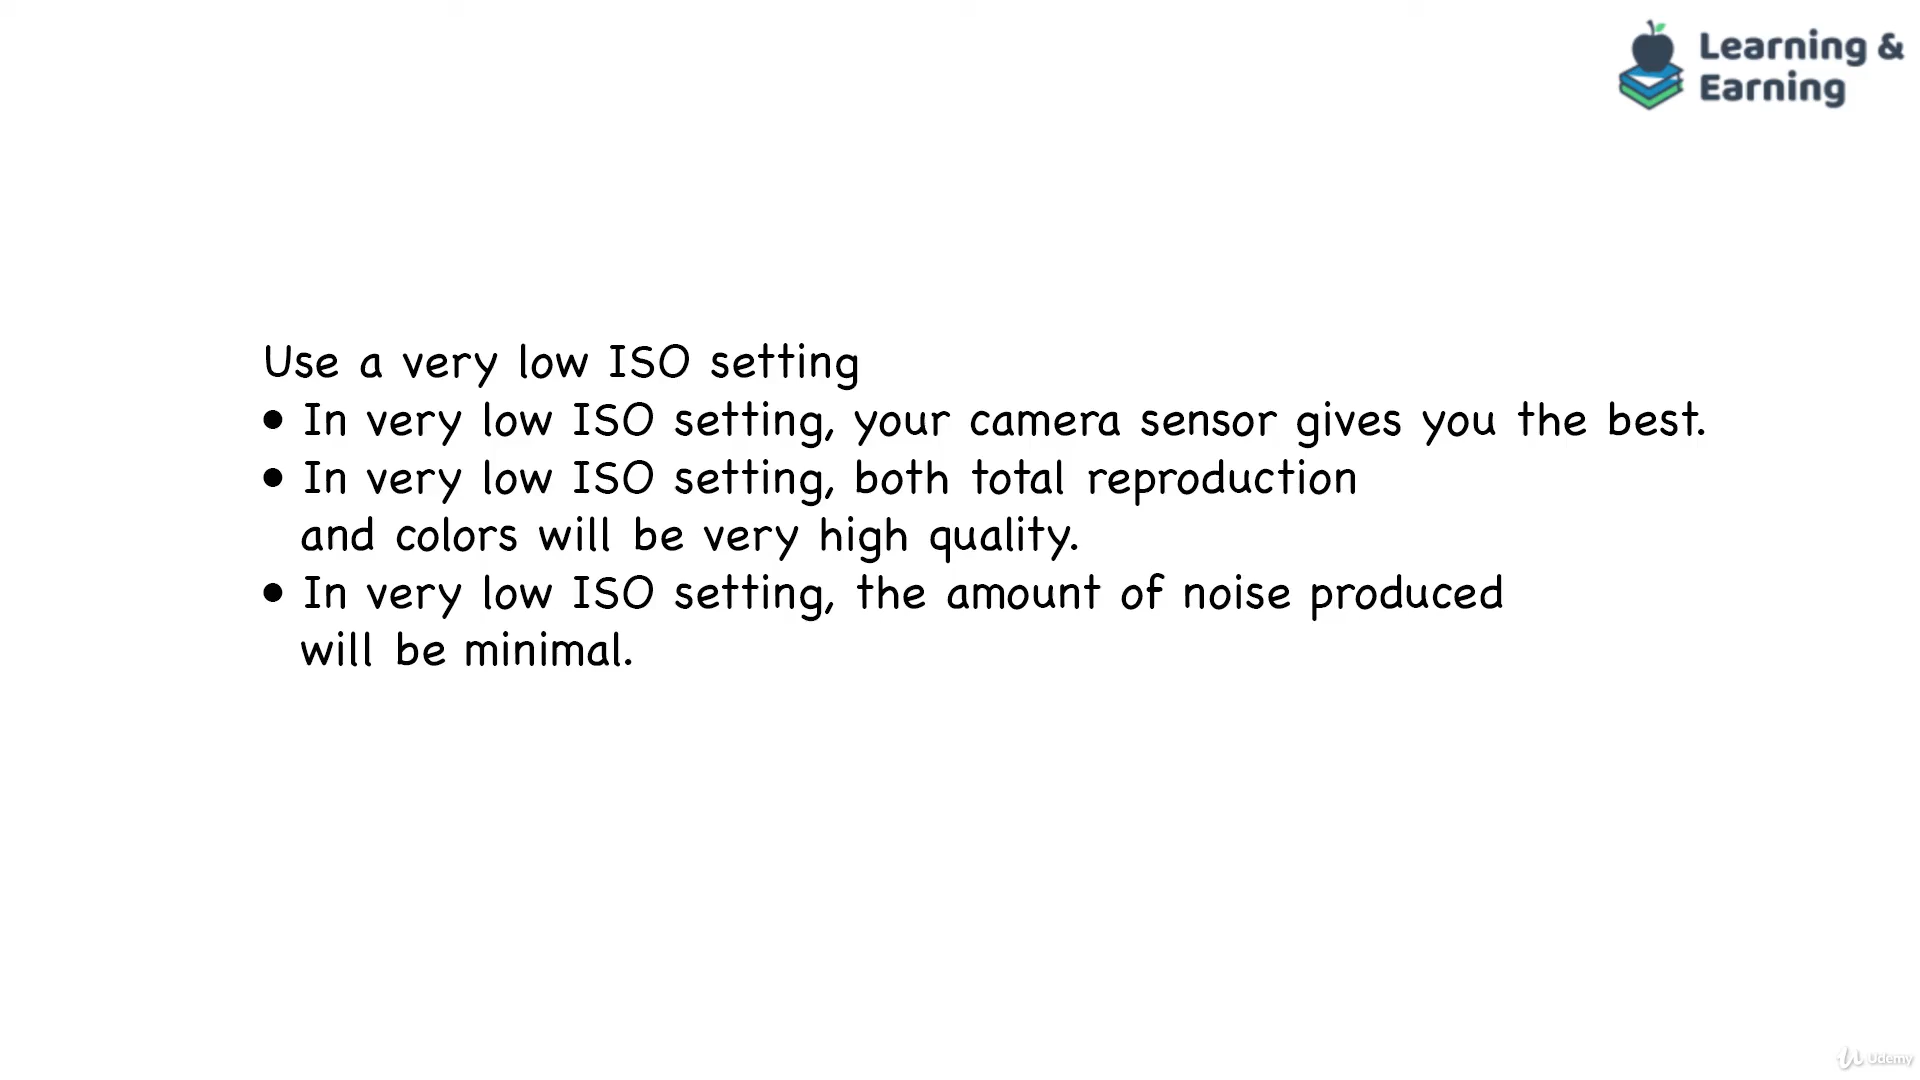 Learning &
Earning
Use a very low ISO setting
• In very low ISO setting, your camera sensor gives you the best.
• In very low ISO setting, both total reproduction
and colors will be very high quality.
• In very low ISO setting, the amount of noise produced
will be minimal.
Udemy